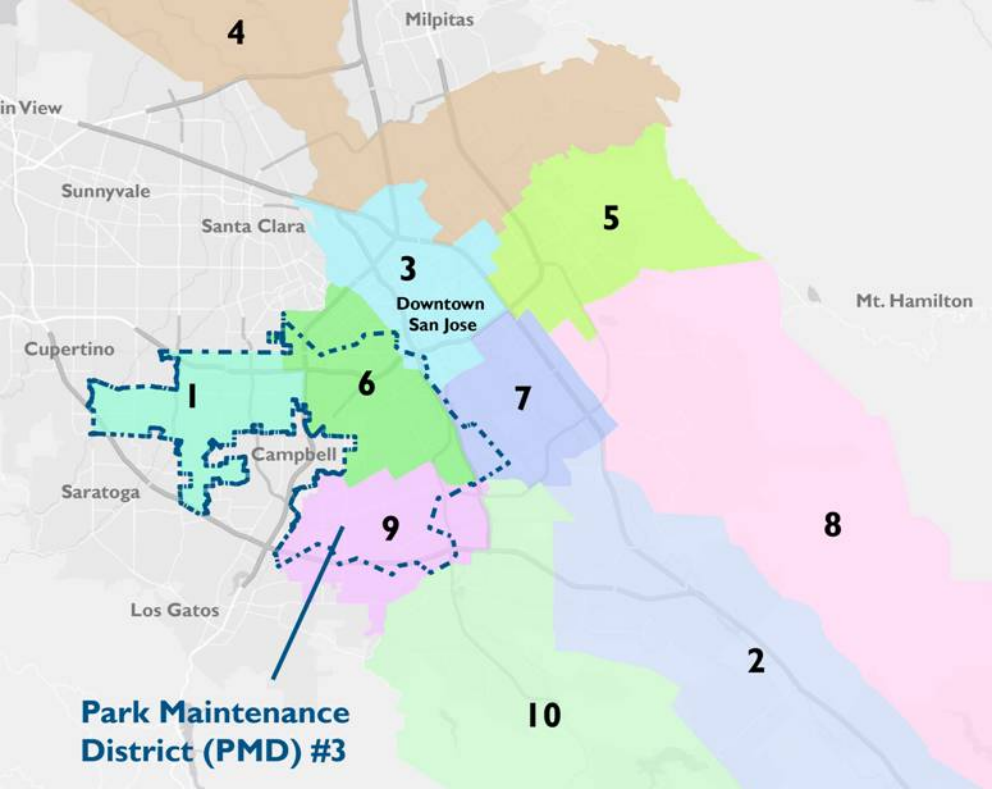 4
Milpitas
in View
Sunnyvale
5
Santa Clara
3
Mt. Hamilton
Downtown
San Jose
Cupertino
6
1
7
Campbell
Saratoga
9
8
Los Gatos
2
Park Maintenance
District (PMD) #3
10